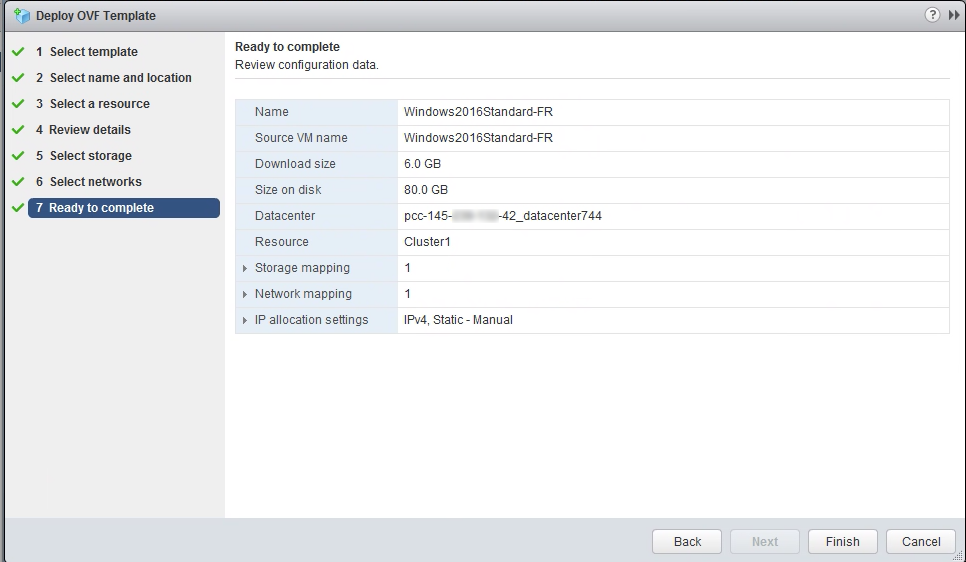 Deploy OVF Template
?
1 Select template
2 Select name and location
3 Select a resource
4 Review details
5 Select storage
6 Select networks
7 Ready to complete
Ready to complete
Review configuration data.
Name Windows2016Standard-FR
Source VM name Windows2016Standard-FR
Download size 6.0 GB
Size on disk 80.0 GB
Datacenter pcc-145- -42_datacenter744
Resource Cluster1
Storage mapping 1
Network mapping 1
IP allocation settings IPv4, Static - Manual
Back Next Finish Cancel